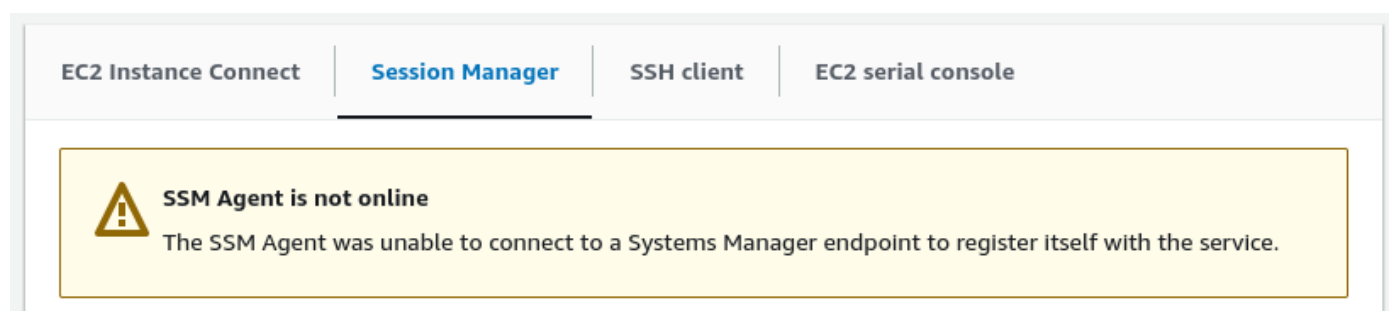 EC2 Instance Connect
Session Manager
SSH client
EC2 serial console
SSM Agent is not online
The SSM Agent was unable to connect to a Systems Manager endpoint to register itself with the service.